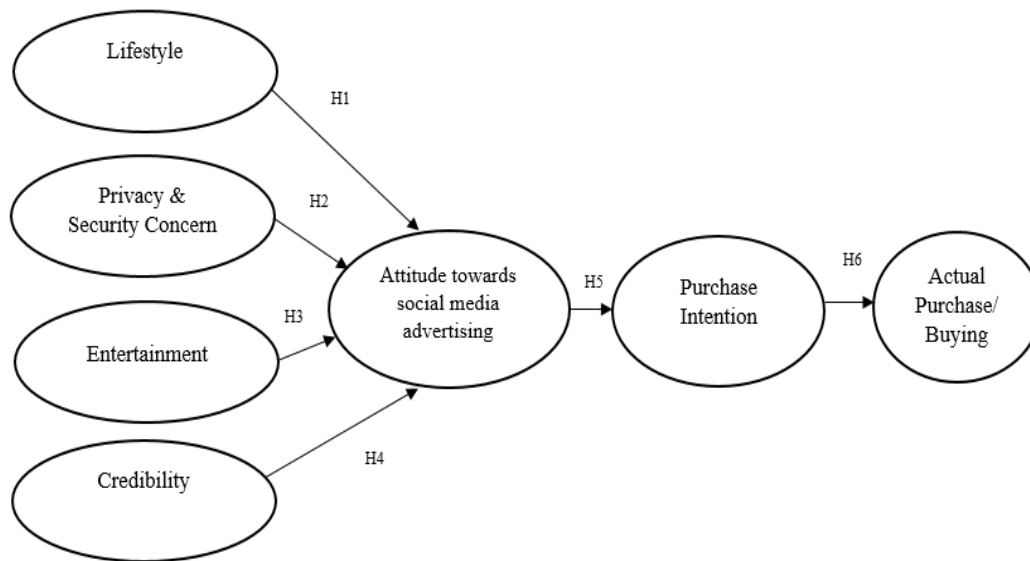 Lifestyle
H1
Privacy &
Security Concern
H2
Entertainment
H3
Credibility
H4
Attitude towards
social media
advertising
H5
Purchase
Intention
H6
Actual
Purchase/
Buying